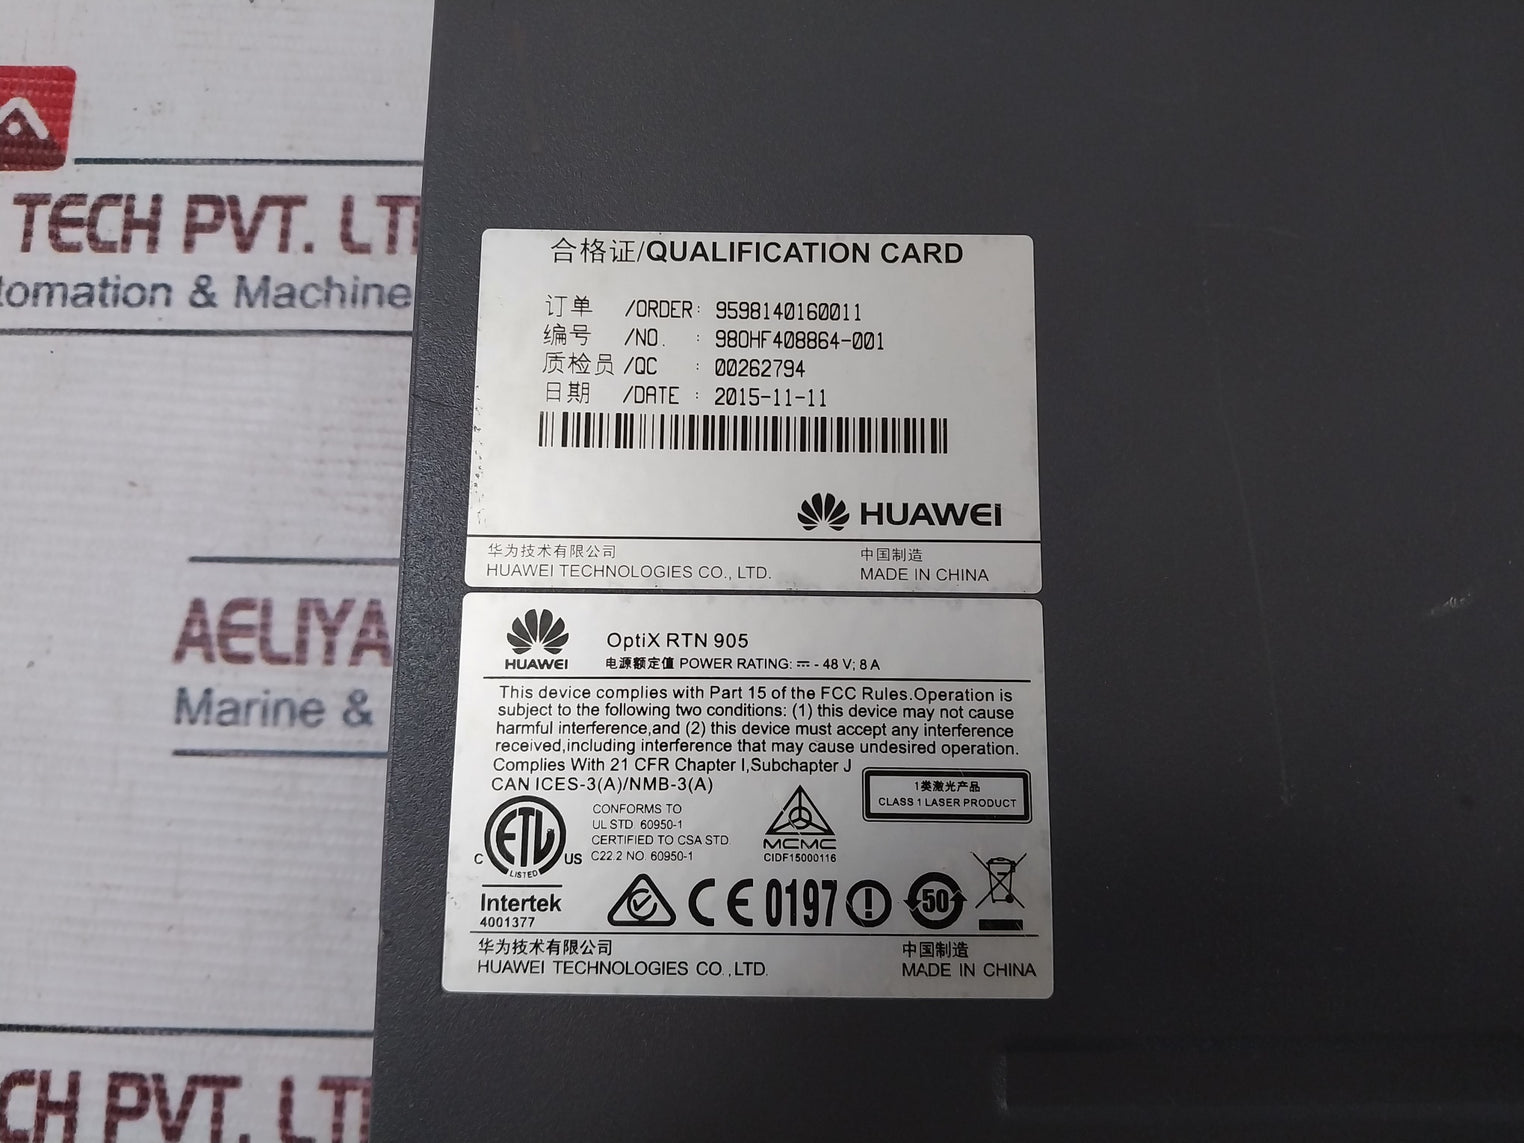 TECH PVT. LT
tomation & Machine
AELIYA
Marine &
CH PVT. LT
合格证/QUALIFICATION CARD
订单 /ORDER: 9598140160011
编号 /NO. : 980HF408864-001
质检员 /QC : 00262794
日期 /DATE : 2015-11-11
HUAWEI
华为技术有限公司 中国制造
HUAWEI TECHNOLOGIES CO., LTD. MADE IN CHINA
HUAWEI
OptiX RTN 905
电源额定值 POWER RATING: ⎓ - 48 V; 8 A
This device complies with Part 15 of the FCC Rules.Operation is
subject to the following two conditions: (1) this device may not cause
harmful interference,and (2) this device must accept any interference
received,including interference that may cause undesired operation.
Complies With 21 CFR Chapter I,Subchapter J
CAN ICES-3(A)/NMB-3(A)
1类激光产品
CLASS 1 LASER PRODUCT
ETL
C US
LISTED
Intertek
4001377
CONFORMS TO
UL STD 60950-1
CERTIFIED TO CSA STD.
C22.2 NO. 60950-1
MCMC
CIDF15000116
CE 0197 50
华为技术有限公司 中国制造
HUAWEI TECHNOLOGIES CO.,LTD. MADE IN CHINA